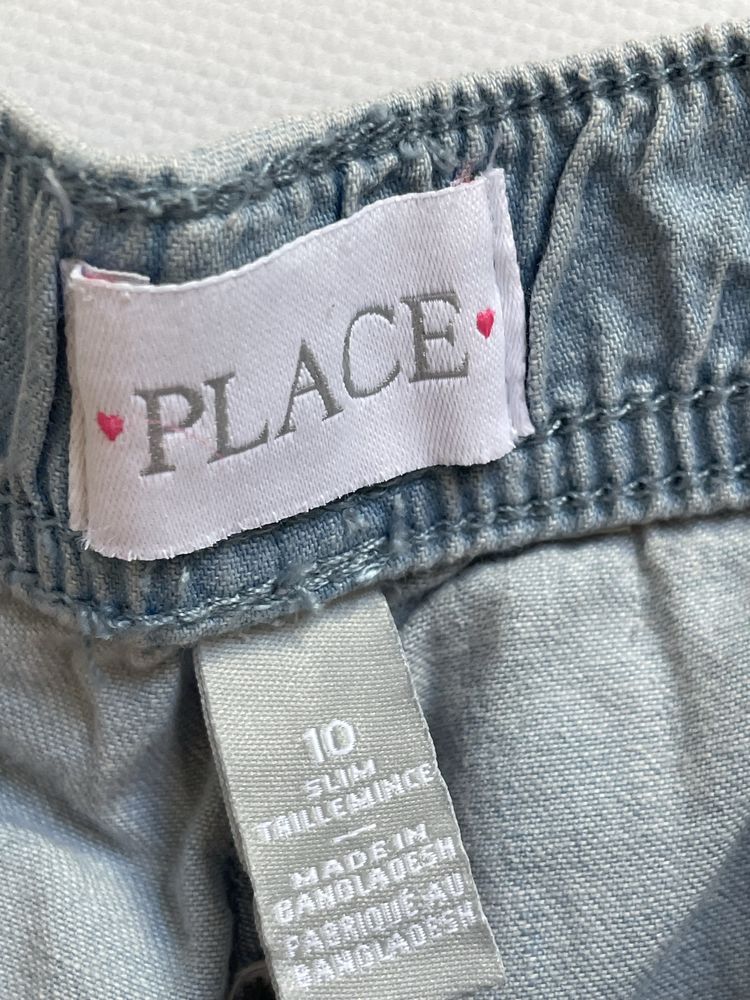 PLACE
10
SLIM
TAILLE MINCE
—
MADE IN
BANGLADESH
FABRIQUÉ AU
BANGLADESH